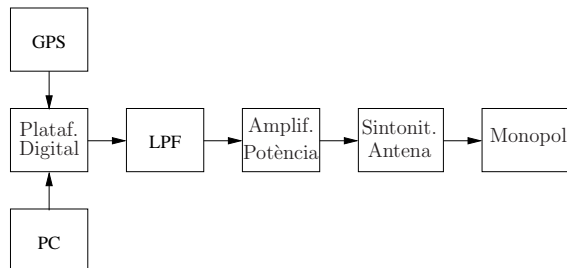 GPS
Plataf.
Digital
LPF
Amplif.
Potència
Sintonit.
Antena
Monopol
PC